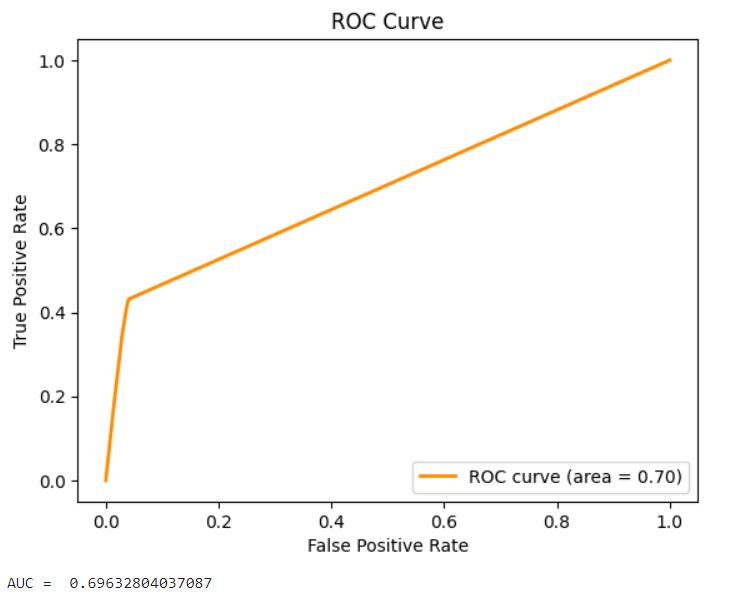 ROC Curve
1.0
0.8
0.6
0.4
0.2
0.0
True Positive Rate
ROC curve (area = 0.70)
0.0 0.2 0.4 0.6 0.8 1.0
False Positive Rate
AUC =  0.69632804037087